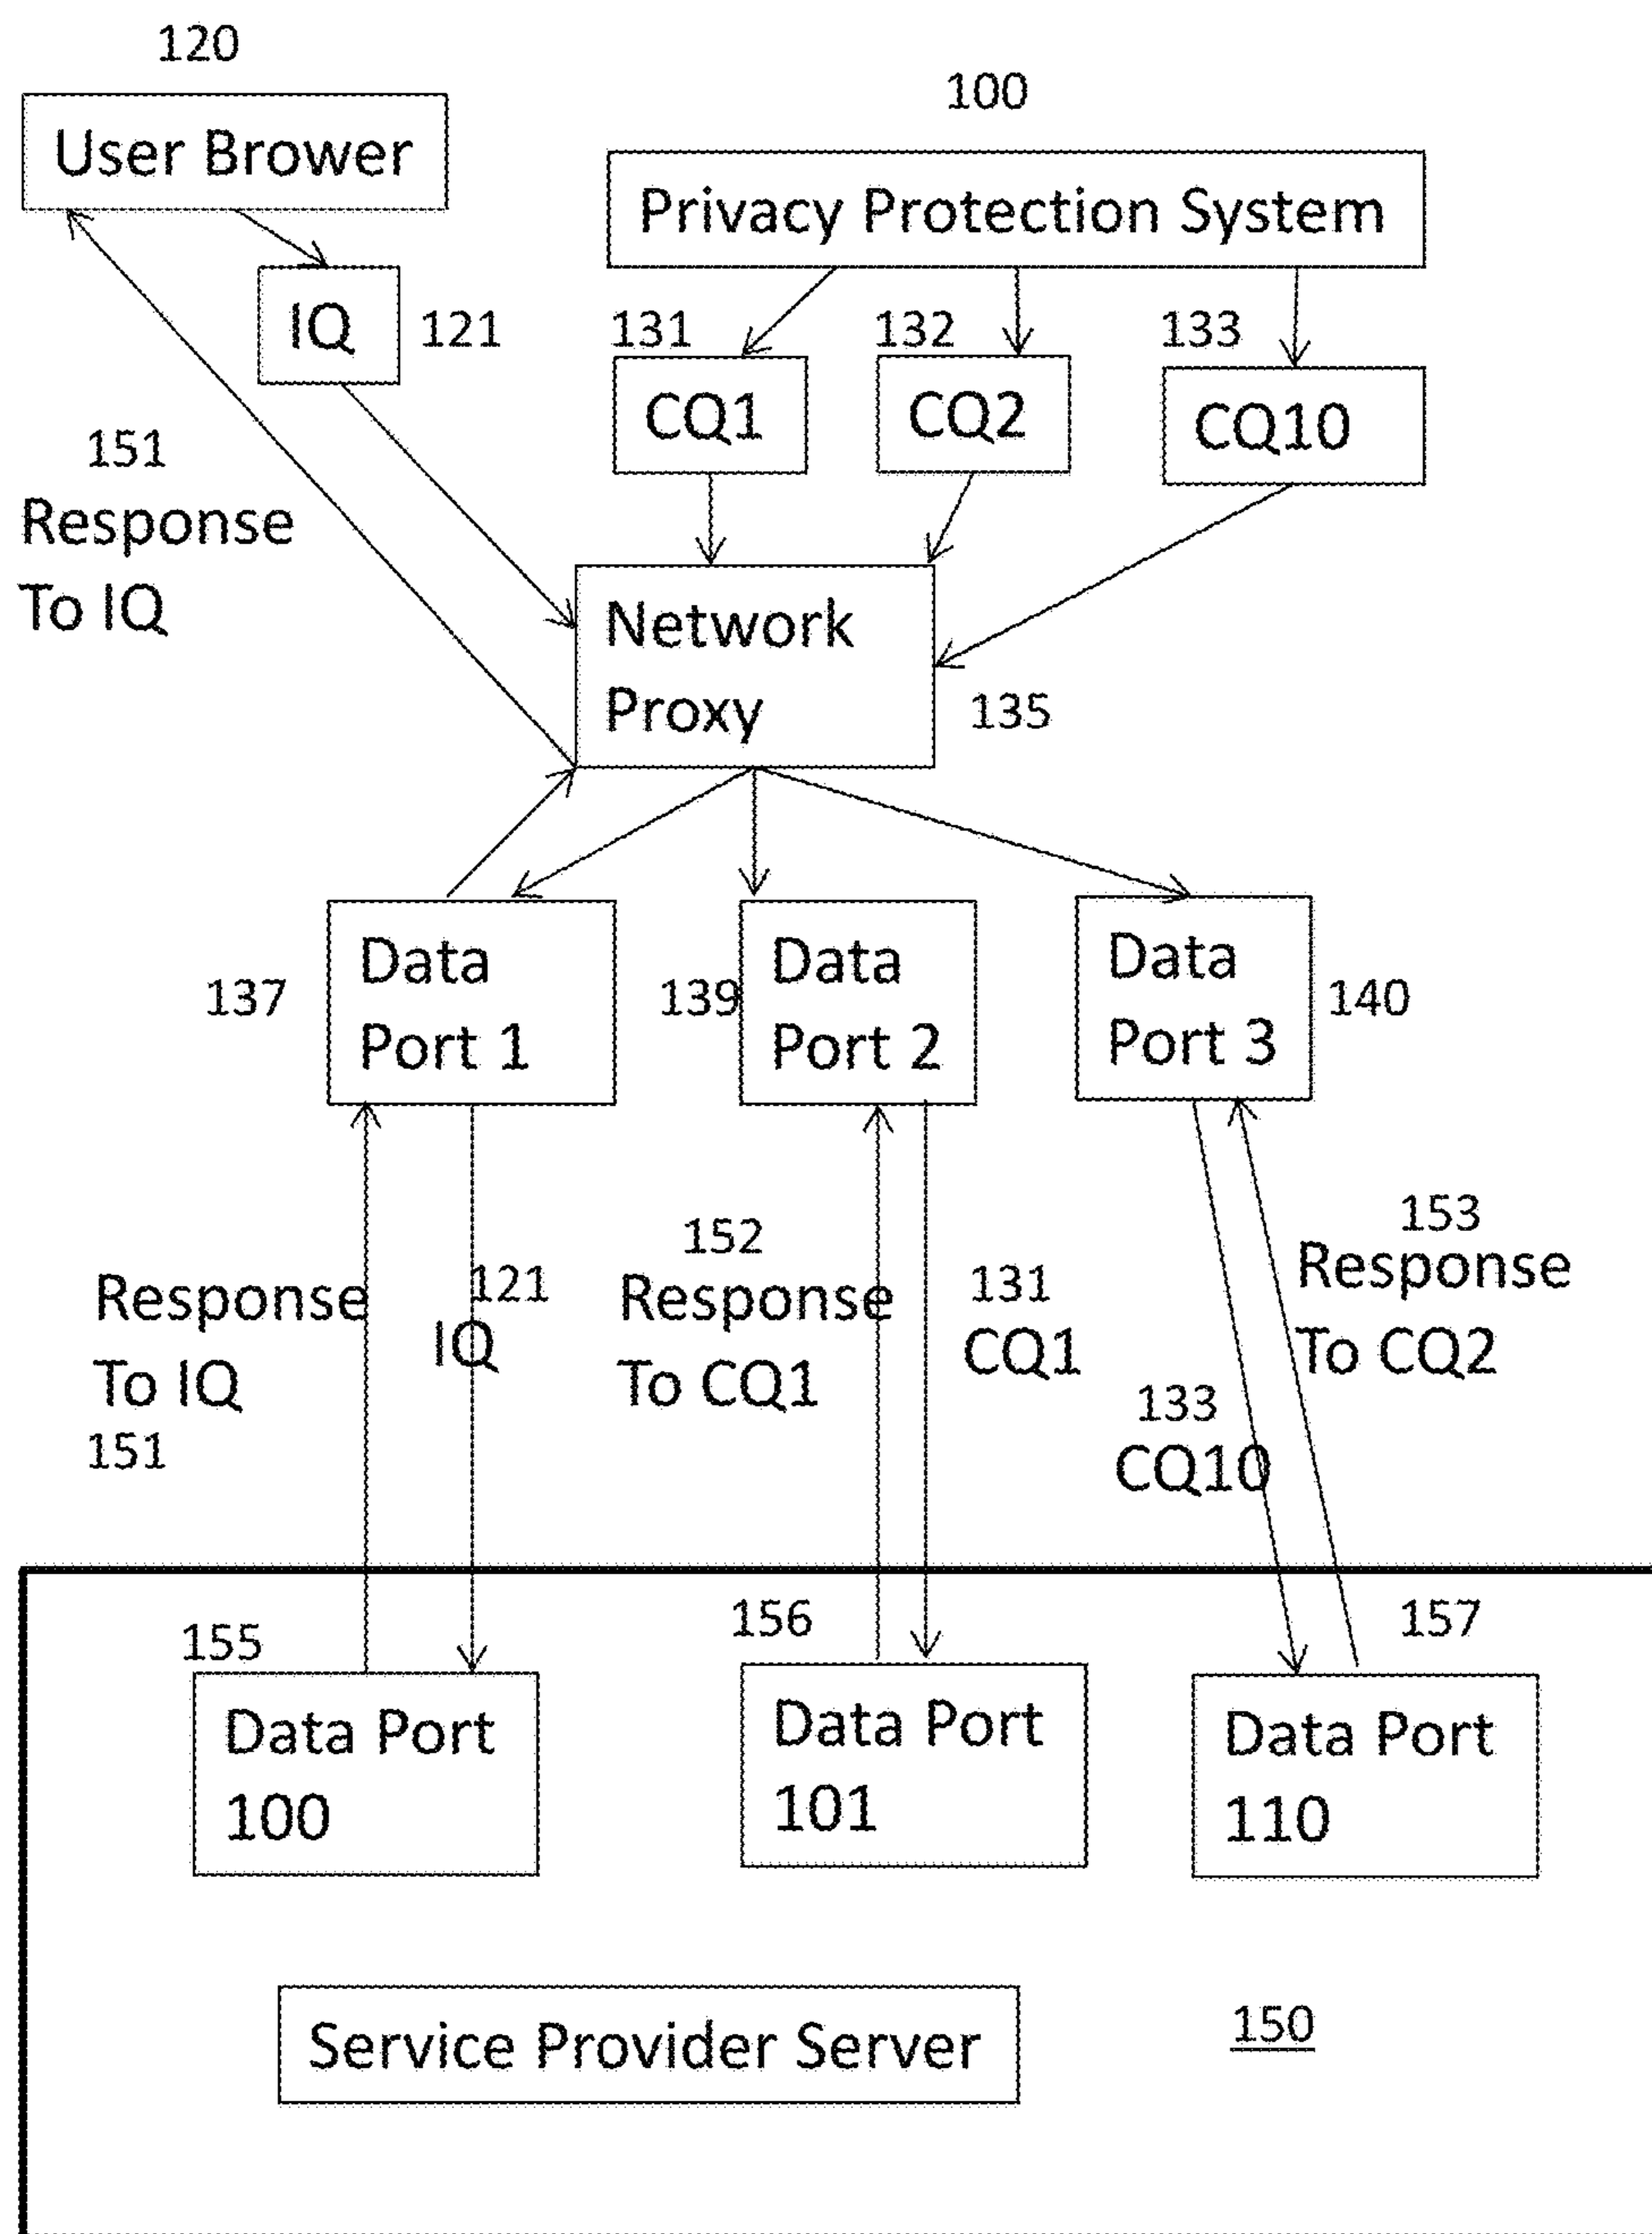 120
100
User Brower
Privacy Protection System
IQ
121
131
132
133
CQ1
CQ2
CQ10
151
Response
To IQ
Network
Proxy
135
Data
Port 1
137
Data
Port 2
139
Data
Port 3
140
Response
To IQ
151
121
IQ
152
Response
To CQ1
131
CQ1
153
Response
To CQ2
133
CQ10
155
156
157
Data Port
100
Data Port
101
Data Port
110
Service Provider Server
150